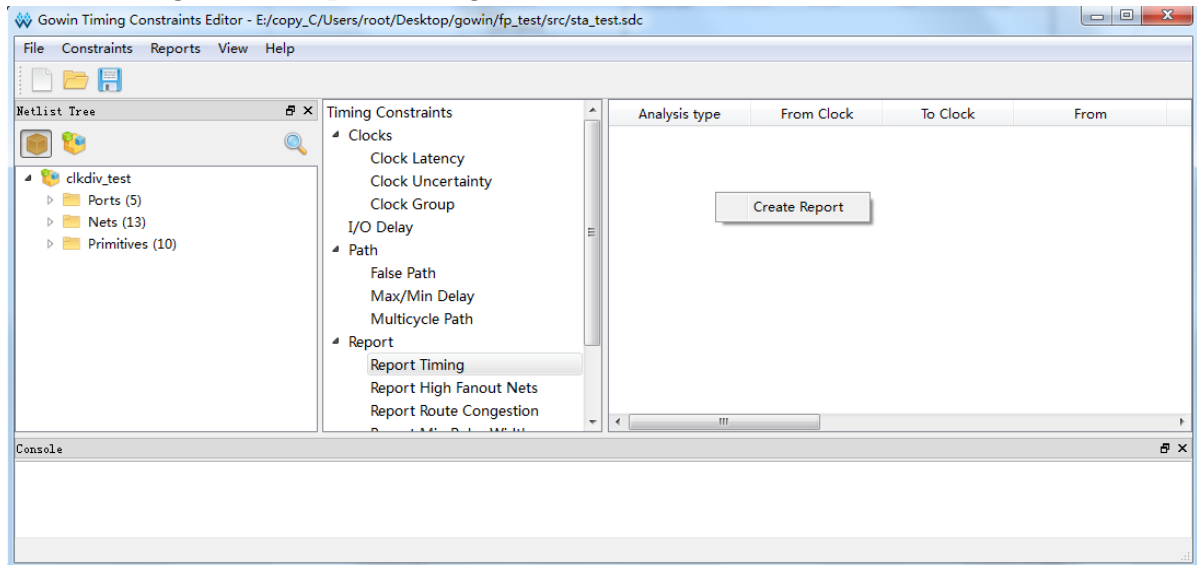 Gowin Timing Constraints Editor - E:/copy_C/Users/root/Desktop/gowin/fp_test/src/sta_test.sdc
File Constraints Reports View Help
Netlist Tree
clkdiv_test
Ports (5)
Nets (13)
Primitives (10)
Timing Constraints
Clocks
Clock Latency
Clock Uncertainty
Clock Group
I/O Delay
Path
False Path
Max/Min Delay
Multicycle Path
Report
Report Timing
Report High Fanout Nets
Report Route Congestion
Analysis type From Clock To Clock From
Create Report
Console